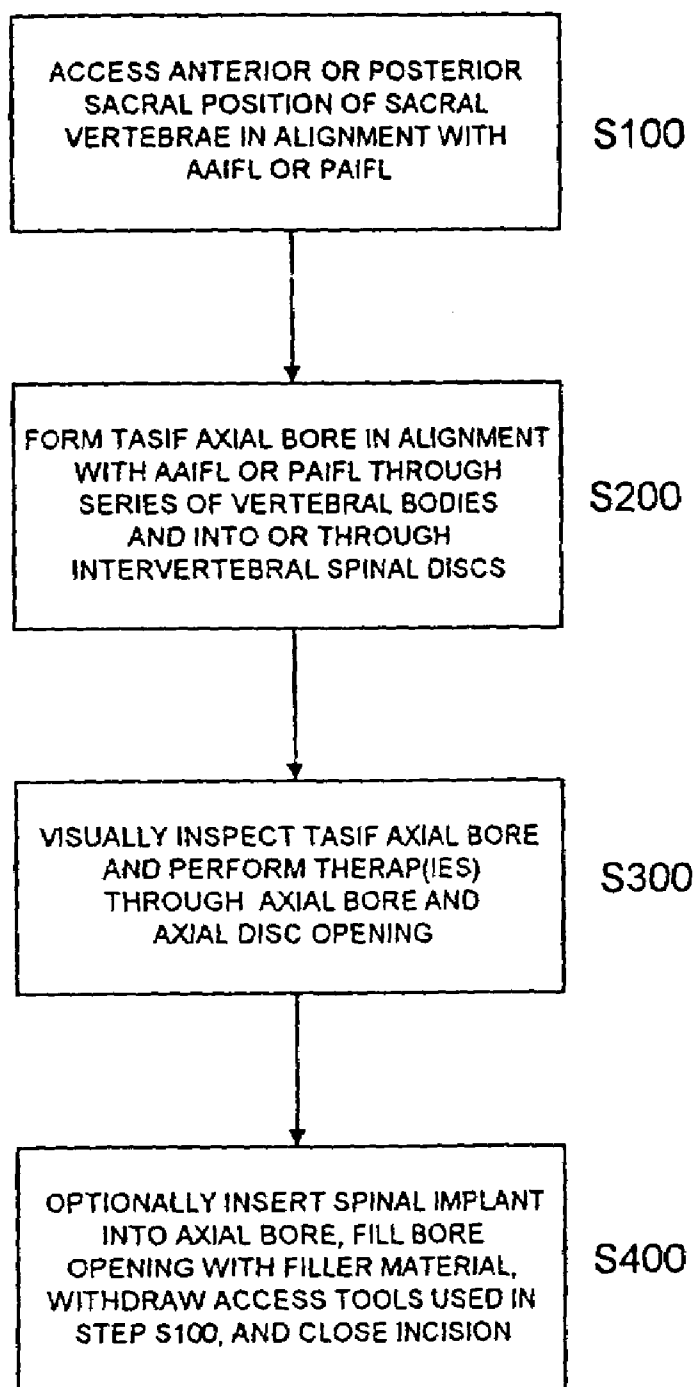 ACCESS ANTERIOR OR POSTERIOR
SACRAL POSITION OF SACRAL
VERTEBRAE IN ALIGNMENT WITH
AAIFL OR PAIFL
S100
FORM TASIF AXIAL BORE IN ALIGNMENT
WITH AAIFL OR PAIFL THROUGH
SERIES OF VERTEBRAL BODIES
AND INTO OR THROUGH
INTERVERTEBRAL SPINAL DISCS
S200
VISUALLY INSPECT TASIF AXIAL BORE
AND PERFORM THERAP(IES)
THROUGH AXIAL BORE AND
AXIAL DISC OPENING
S300
OPTIONALLY INSERT SPINAL IMPLANT
INTO AXIAL BORE, FILL BORE
OPENING WITH FILLER MATERIAL,
WITHDRAW ACCESS TOOLS USED IN
STEP S100, AND CLOSE INCISION
S400